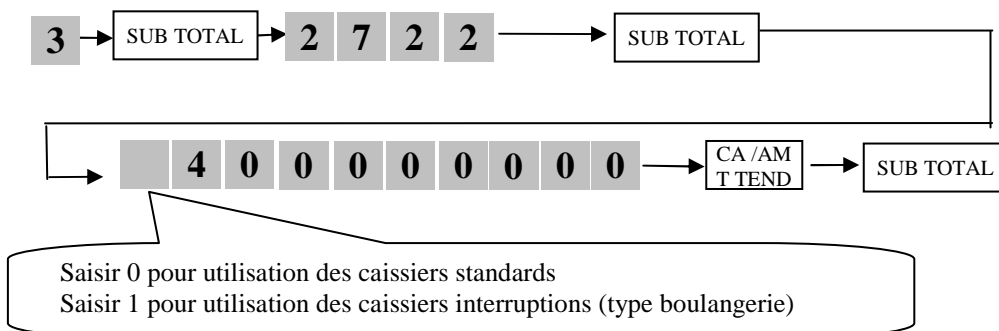 3 SUB TOTAL 2 7 2 2 SUB TOTAL
4 0 0 0 0 0 0 0 0 CA /AM
T TEND SUB TOTAL
Saisir 0 pour utilisation des caissiers standards
Saisir 1 pour utilisation des caissiers interruptions (type boulangerie)